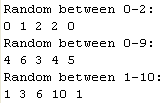 Random between 0-2:
0 1 2 2 0
Random between 0-9:
4 6 3 4 5
Random between 1-10:
1 3 6 10 1